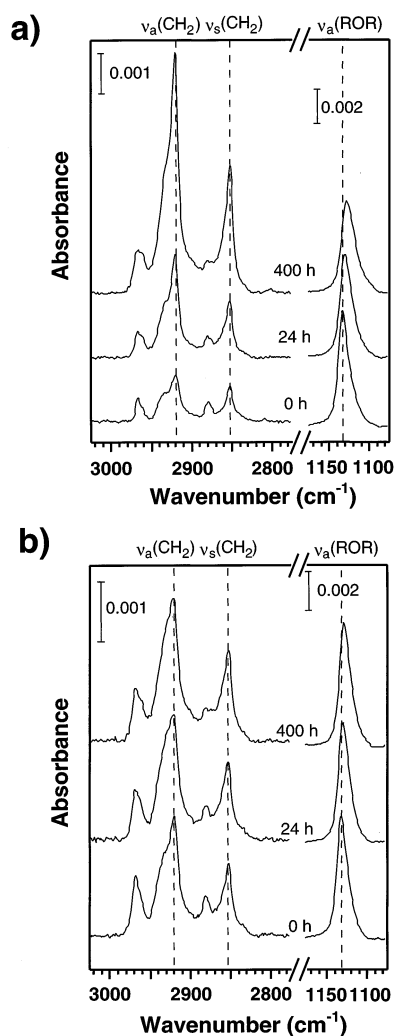 a)
νa(CH2) νs(CH2) νa(ROR)
0.001
0.002
Absorbance
400 h
24 h
0 h
//
//
3000 2900 2800 1150 1100
Wavenumber (cm-1)
b)
νa(CH2) νs(CH2) νa(ROR)
0.001
0.002
Absorbance
400 h
24 h
0 h
//
//
3000 2900 2800 1150 1100
Wavenumber (cm-1)